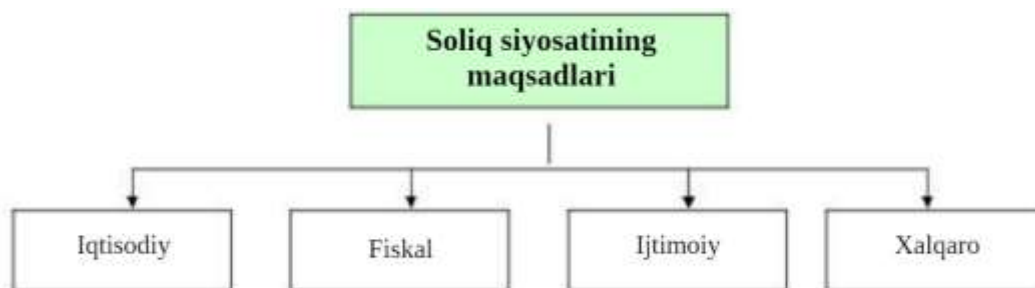 Soliq siyosatining
maqsadlari
Iqtisodiy
Fiskal
Ijtimoiy
Xalqaro